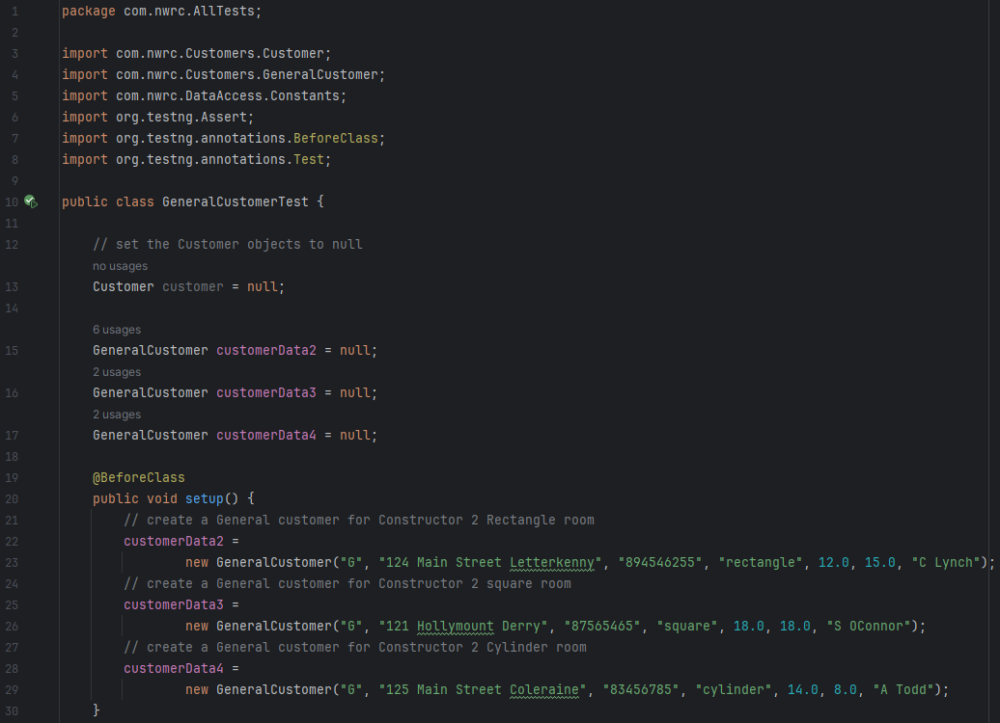 1 package com.nwrc.AllTests;
2
3 import com.nwrc.Customers.Customer;
4 import com.nwrc.Customers.GeneralCustomer;
5 import com.nwrc.DataAccess.Constants;
6 import org.testng.Assert;
7 import org.testng.annotations.BeforeClass;
8 import org.testng.annotations.Test;
9
10 public class GeneralCustomerTest {
11
12 // set the Customer objects to null
no usages
13 Customer customer = null;
14
6 usages
15 GeneralCustomer customerData2 = null;
2 usages
16 GeneralCustomer customerData3 = null;
2 usages
17 GeneralCustomer customerData4 = null;
18
19 @BeforeClass
20 public void setup() {
21 // create a General customer for Constructor 2 Rectangle room
22 customerData2 =
23 new GeneralCustomer("G", "124 Main Street Letterkenny", "894546255", "rectangle", 12.0, 15.0, "C Lynch");
24 // create a General customer for Constructor 2 square room
25 customerData3 =
26 new GeneralCustomer("G", "121 Hollymount Derry", "87565465", "square", 18.0, 18.0, "S OConnor");
27 // create a General customer for Constructor 2 Cylinder room
28 customerData4 =
29 new GeneralCustomer("G", "125 Main Street Coleraine", "83456785", "cylinder", 14.0, 8.0, "A Todd");
30 }